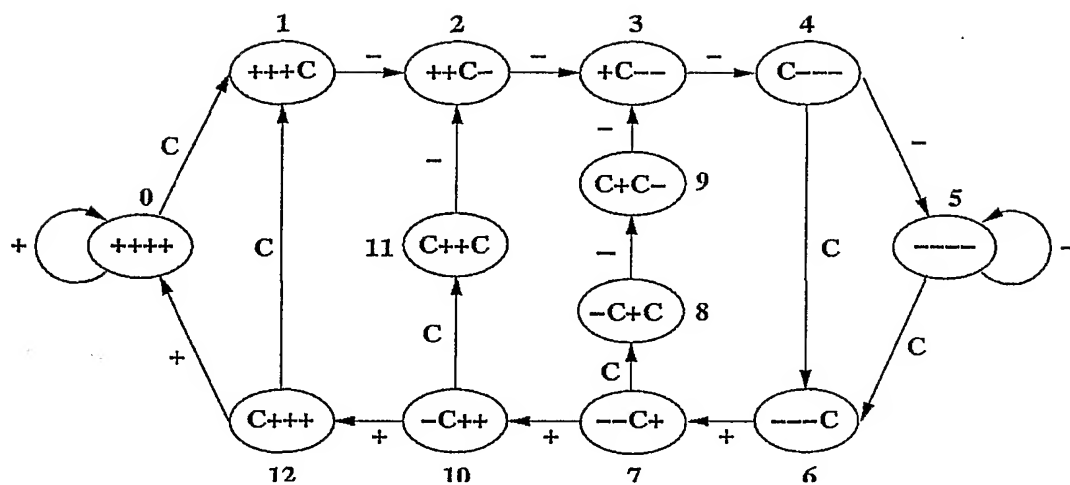 1 2 3 4
+++C - ++C- - +C-- - C---
C - C+C- 9 -
0 - 5
+ ++++ C 11 C++C - C ---- -
-C+C 8
+ C C C
C+++ + -C++ + --C+ + ---C
12 10 7 6